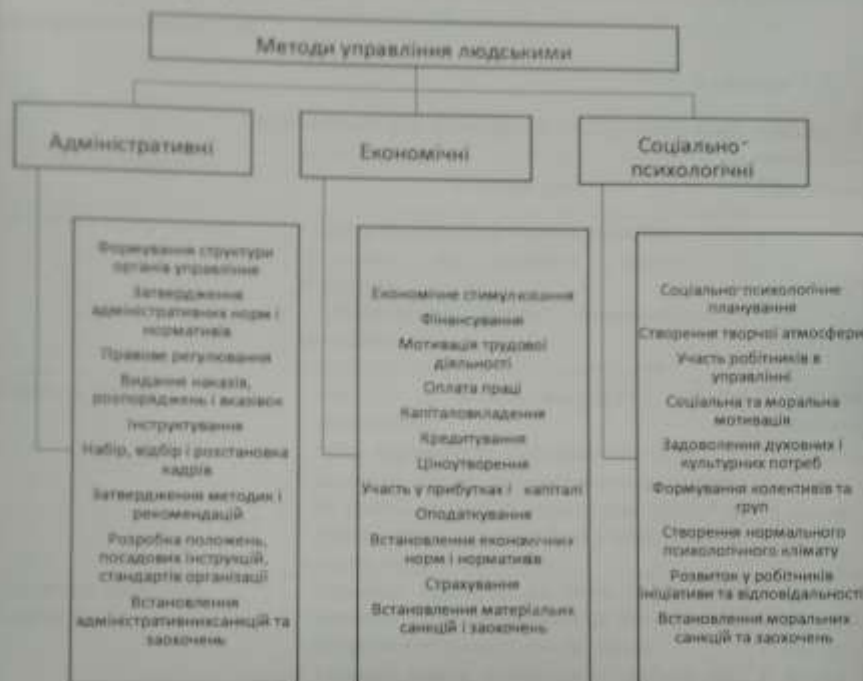 Методи управління людськими
Адміністративні
Економічні
Соціально-
психологічні
Формування структури
органів управління
Затвердження
адміністративних норм і
нормативів
Правове регулювання
Видання наказів,
розпоряджень і вказівок
Інструктування
Набір, відбір і розстановка
кадрів
Затвердження методик і
рекомендацій
Розробка положень,
посадових інструкцій,
стандартів організації
Встановлення
адміністративнихсанкцій та
заохочень
Економічне стимулювання
Фінансування
Мотивація трудової
діяльності
Оплата праці
Капіталовкладення
Кредитування
Ціноутворення
Участь у прибутках і капіталі
Оподаткування
Встановлення економічних
норм і нормативів
Страхування
Встановлення матеріальних
санкцій і заохочень
Соціально-психологічне
планування
Створення творчої атмосфери
Участь робітників в
управлінні
Соціальна та моральна
мотивація
Задоволення духовних і
культурних потреб
Формування колективів та
груп
Створення нормального
психологічного клімату
Розвиток у робітників
ініціативи та відповідальності
Встановлення моральних
санкцій та заохочень